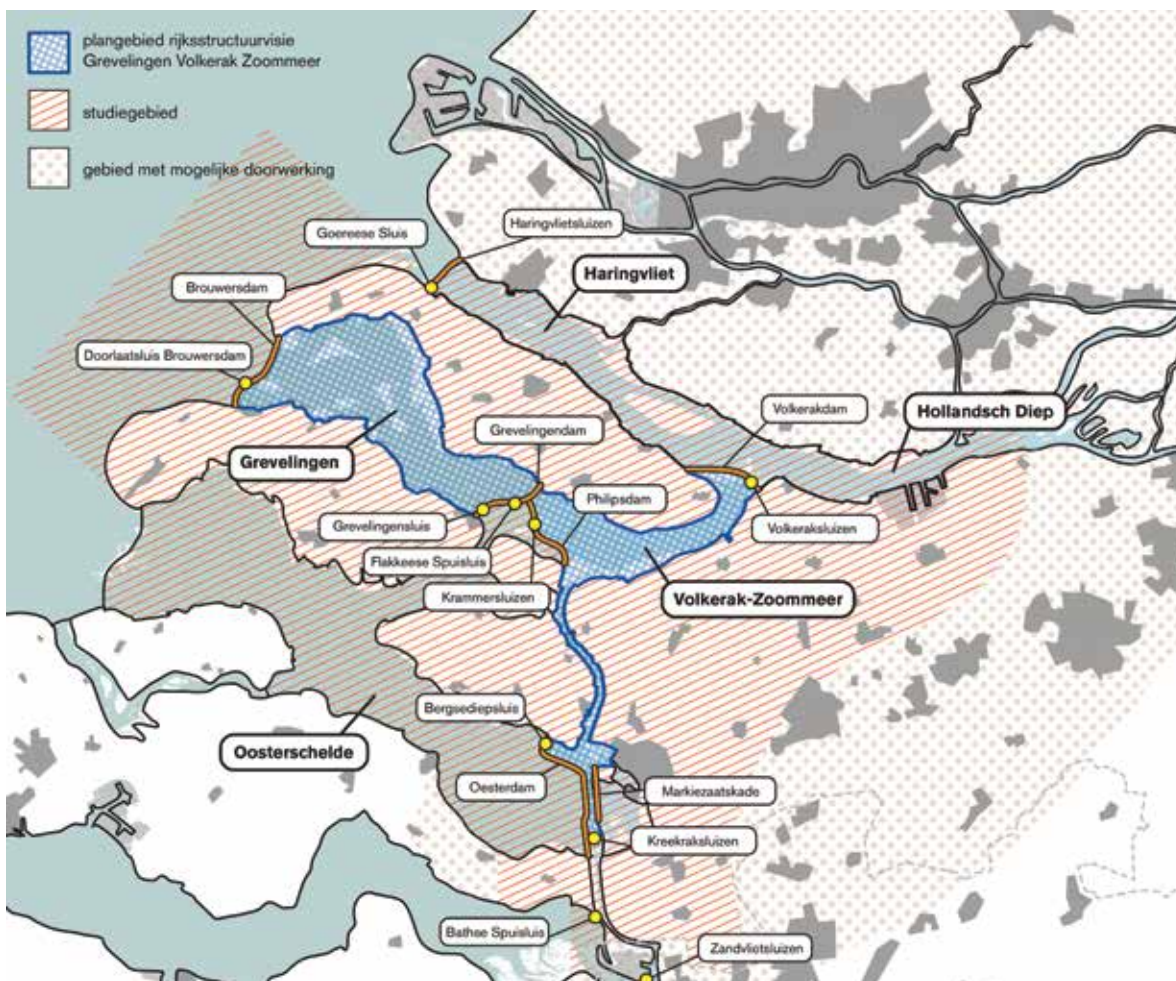 plangebied rijksstructuurvisie
Grevelingen Volkerak Zoommeer
studiegebied
gebied met mogelijke doorwerking
Goereese Sluis
Haringvlietsluizen
Haringvliet
Brouwersdam
Doorlaatsluis Brouwersdam
Volkerakdam
Hollandsch Diep
Grevelingendam
Grevelingen
Philipsdam
Grevelingensluis
Volkeraksluizen
Flakkeese Spuisluis
Krammersluizen
Volkerak-Zoommeer
Bergsediepsluis
Oosterschelde
Oesterdam
Markiezaatskade
Kreekraksluizen
Bathse Spuisluis
Zandvlietsluizen